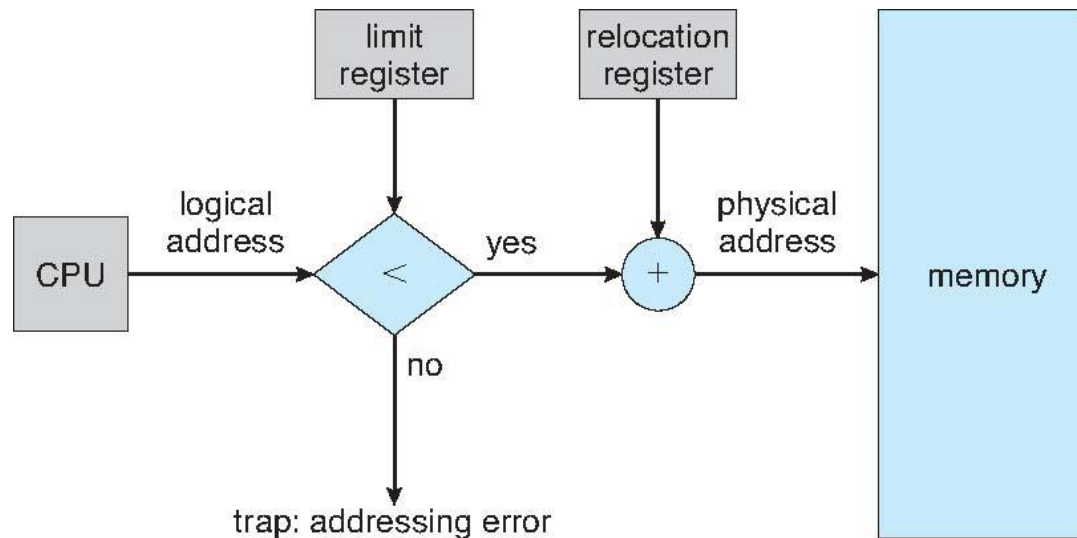 limit
register
relocation
register
logical
address
physical
address
CPU
<
yes
+
memory
no
trap: addressing error